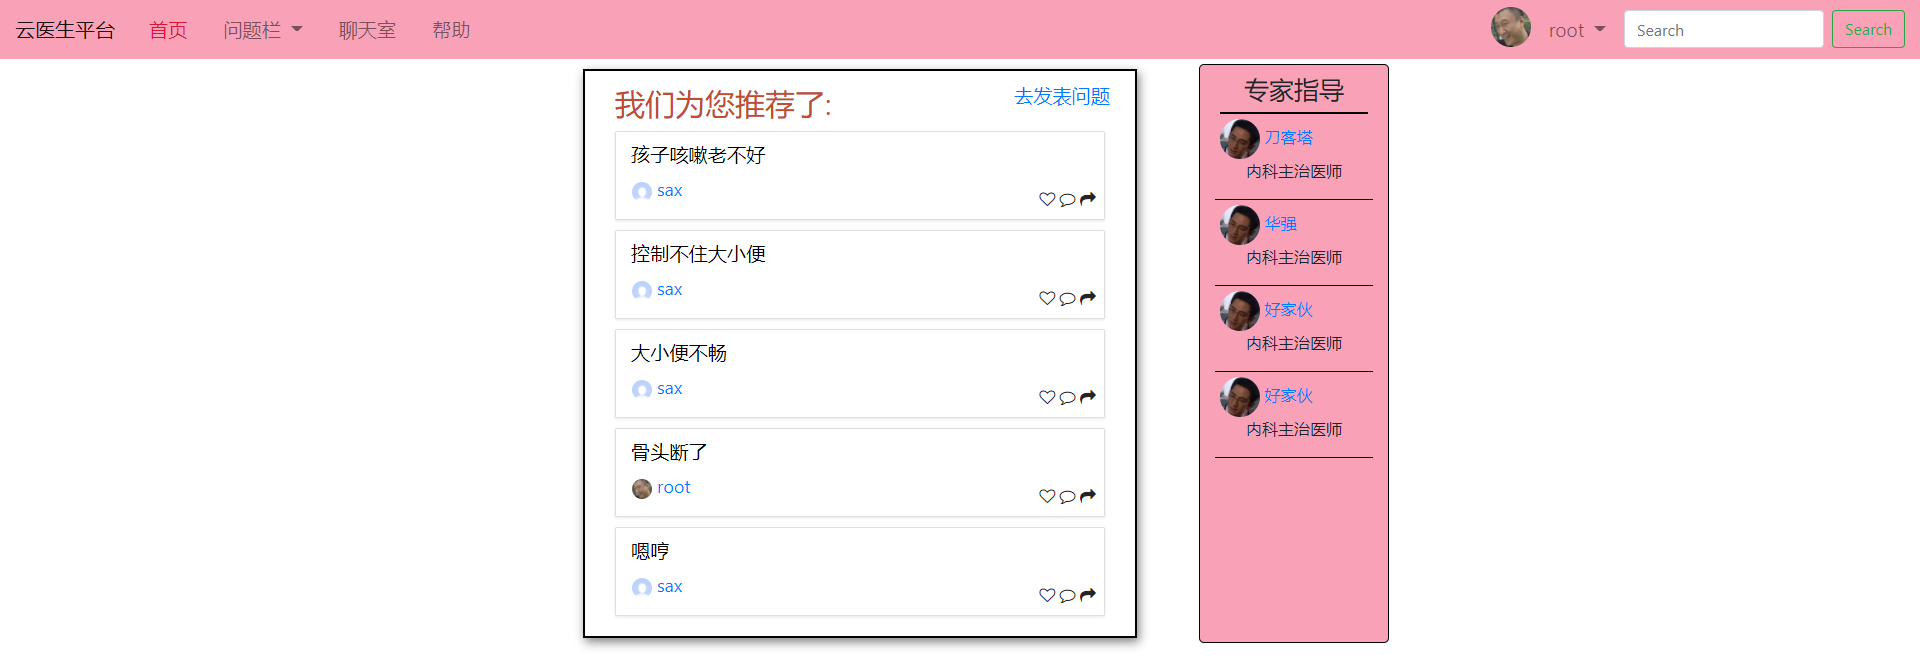 云医生平台 首页 问题栏 聊天室 帮助 root Search Search
我们为您推荐了:
去发表问题
孩子咳嗽老不好
sax
控制不住大小便
sax
大小便不畅
sax
骨头断了
root
嗯哼
sax
专家指导
刀客塔
内科主治医师
华强
内科主治医师
好家伙
内科主治医师
好家伙
内科主治医师